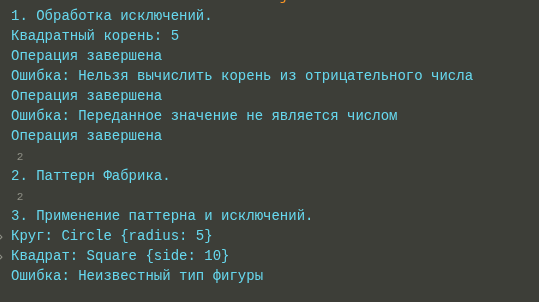 1. Обработка исключений.
Квадратный корень: 5
Операция завершена
Ошибка: Нельзя вычислить корень из отрицательного числа
Операция завершена
Ошибка: Переданное значение не является числом
Операция завершена
2
2. Паттерн Фабрика.
2
3. Применение паттерна и исключений.
Круг: Circle {radius: 5}
Квадрат: Square {side: 10}
Ошибка: Неизвестный тип фигуры